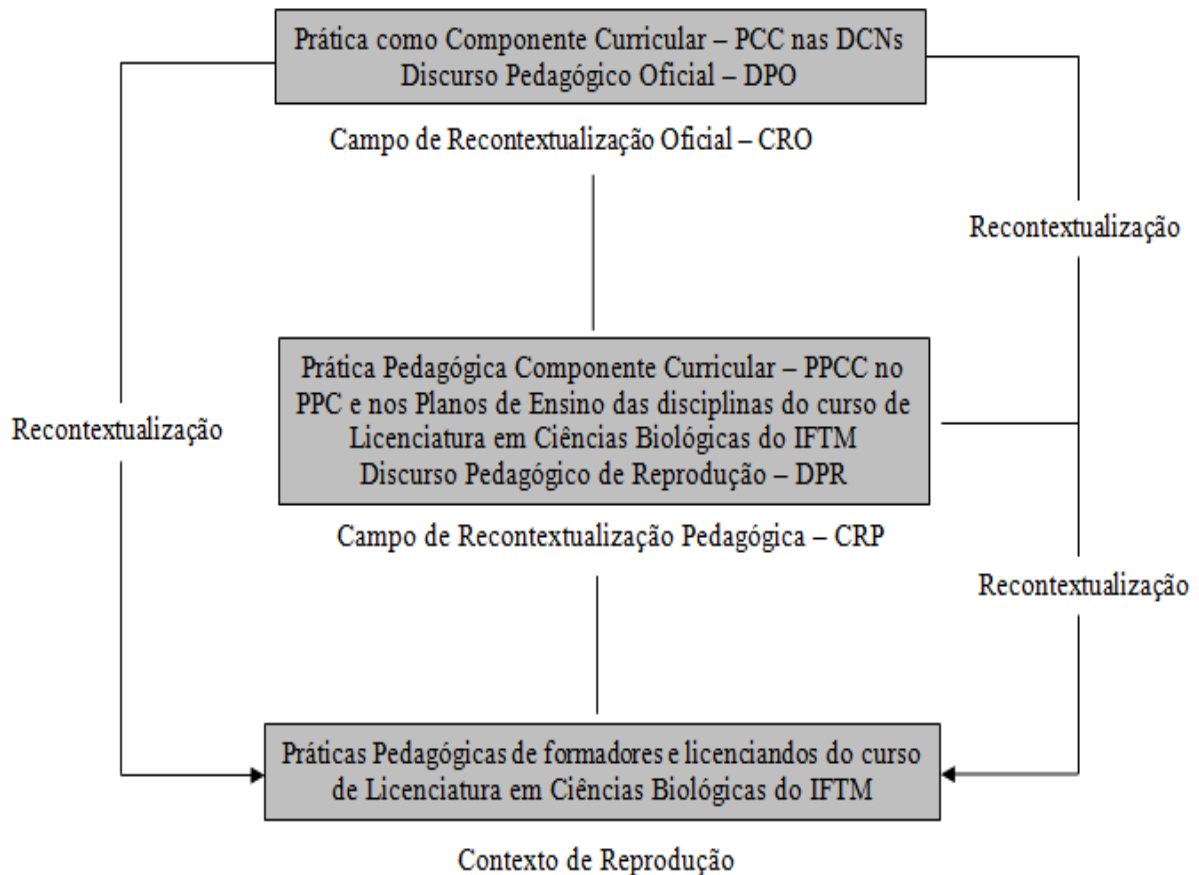 Prática como Componente Curricular – PCC nas DCNs
Discurso Pedagógico Oficial – DPO
Campo de Recontextualização Oficial – CRO
Recontextualização
Prática Pedagógica Componente Curricular – PPCC no
PPC e nos Planos de Ensino das disciplinas do curso de
Licenciatura em Ciências Biológicas do IFTM
Discurso Pedagógico de Reprodução – DPR
Recontextualização
Campo de Recontextualização Pedagógica – CRP
Recontextualização
Práticas Pedagógicas de formadores e licenciandos do curso
de Licenciatura em Ciências Biológicas do IFTM
Contexto de Reprodução